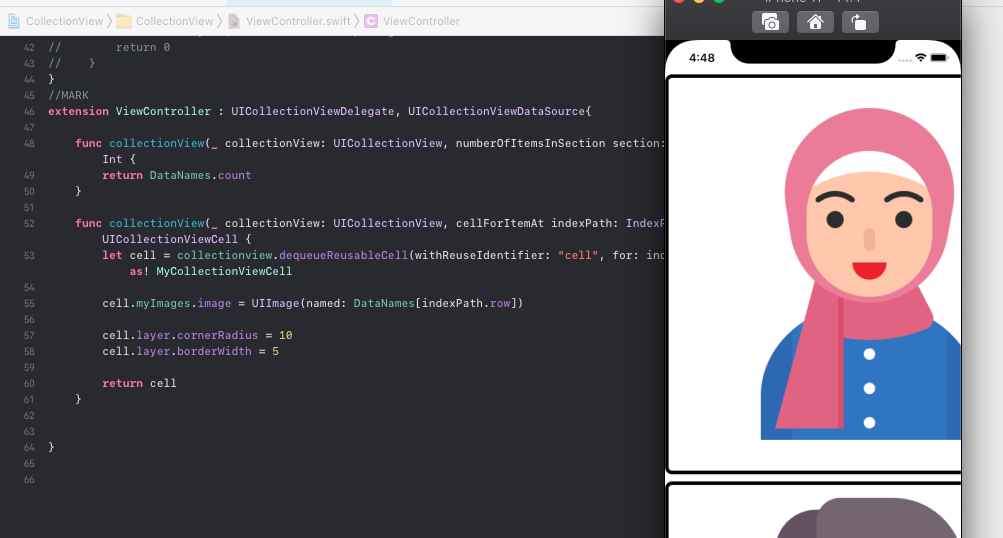 CollectionView 〉 CollectionView 〉 ViewController.swift 〉 C ViewController
42 //        return 0
43 //    }
44 }
45 //MARK
46 extension ViewController : UICollectionViewDelegate, UICollectionViewDataSource{
47
48     func collectionView(_ collectionView: UICollectionView, numberOfItemsInSection section:
        Int {
49         return DataNames.count
50     }
51
52     func collectionView(_ collectionView: UICollectionView, cellForItemAt indexPath:
        UICollectionViewCell {
53         let cell = collectionview.dequeueReusableCell(withReuseIdentifier: "cell", for:
            as! MyCollectionViewCell
54
55         cell.myImages.image = UIImage(named: DataNames[indexPath.row])
56
57         cell.layer.cornerRadius = 10
58         cell.layer.borderWidth = 5
59
60         return cell
61     }
62
63
64 }
65
66
4:48